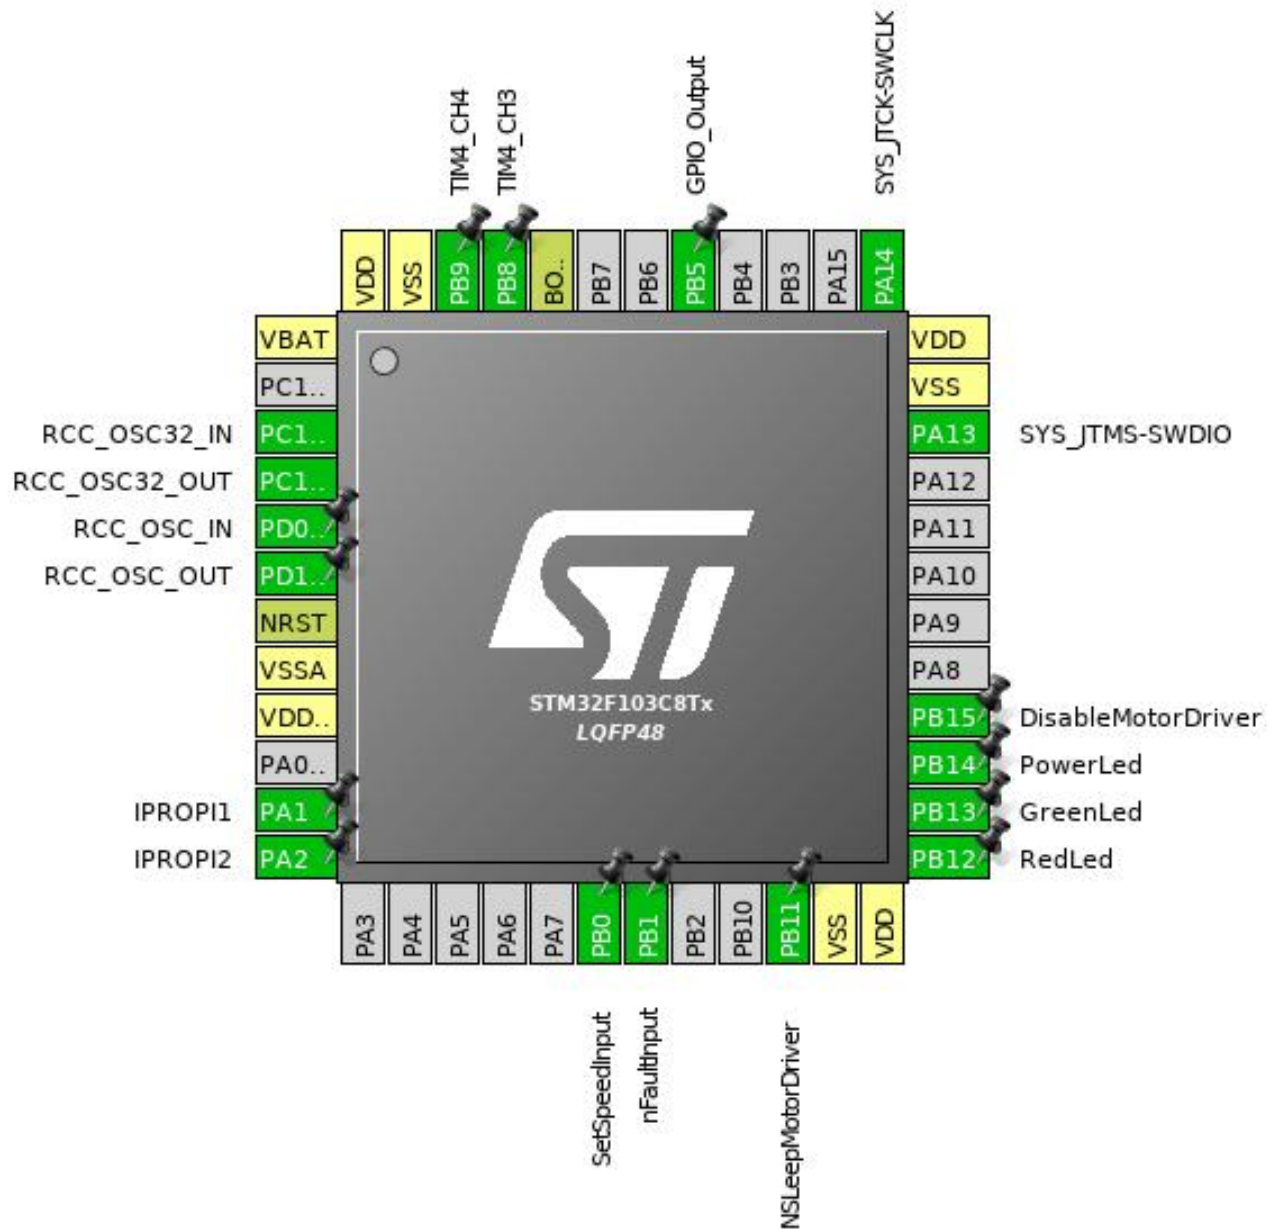 TIM4_CH4
TIM4_CH3
GPIO_Output
SYS_JTCK-SWCLK
VDD
VSS
PB9
PB8
BO..
PB7
PB6
PB5
PB4
PB3
PA15
PA14
VBAT
PC1..
RCC_OSC32_IN PC1..
RCC_OSC32_OUT PC1..
RCC_OSC_IN PD0..
RCC_OSC_OUT PD1..
NRST
VSSA
VDD..
PA0..
IPROPI1 PA1
IPROPI2 PA2
STM32F103C8Tx
LQFP48
VDD
VSS
PA13 SYS_JTMS-SWDIO
PA12
PA11
PA10
PA9
PA8
PB15 DisableMotorDriver
PB14 PowerLed
PB13 GreenLed
PB12 RedLed
PA3
PA4
PA5
PA6
PA7
PB0
PB1
PB2
PB10
PB11
VSS
VDD
SetSpeedInput
nFaultInput
NSLeepMotorDriver